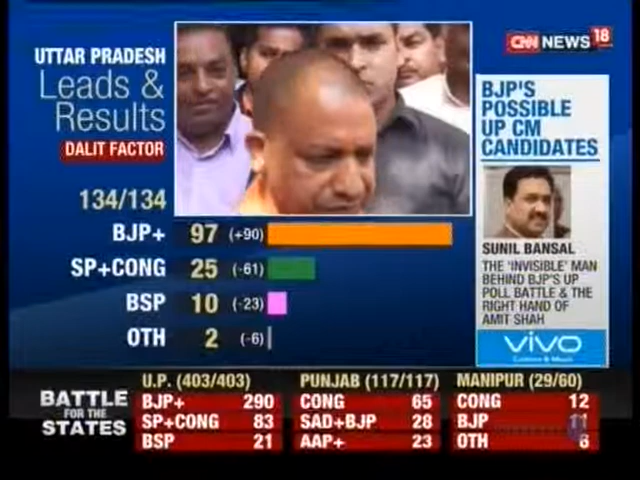 CNN NEWS 18
UTTAR PRADESH
Leads &
Results
DALIT FACTOR
134/134
BJP+ 97 (+90)
SP+CONG 25 (-61)
BSP 10 (-23)
OTH 2 (-6)
BJP'S
POSSIBLE
UP CM
CANDIDATES
SUNIL BANSAL
THE 'INVISIBLE' MAN
BEHIND BJP'S UP
POLL BATTLE & THE
RIGHT HAND OF
AMIT SHAH
vivo
Camera & Music
BATTLE
FOR THE
STATES
U.P. (403/403)
BJP+ 290
SP+CONG 83
BSP 21
PUNJAB (117/117)
CONG 65
SAD+BJP 28
AAP+ 23
MANIPUR (29/60)
CONG 12
BJP 11
OTH 6